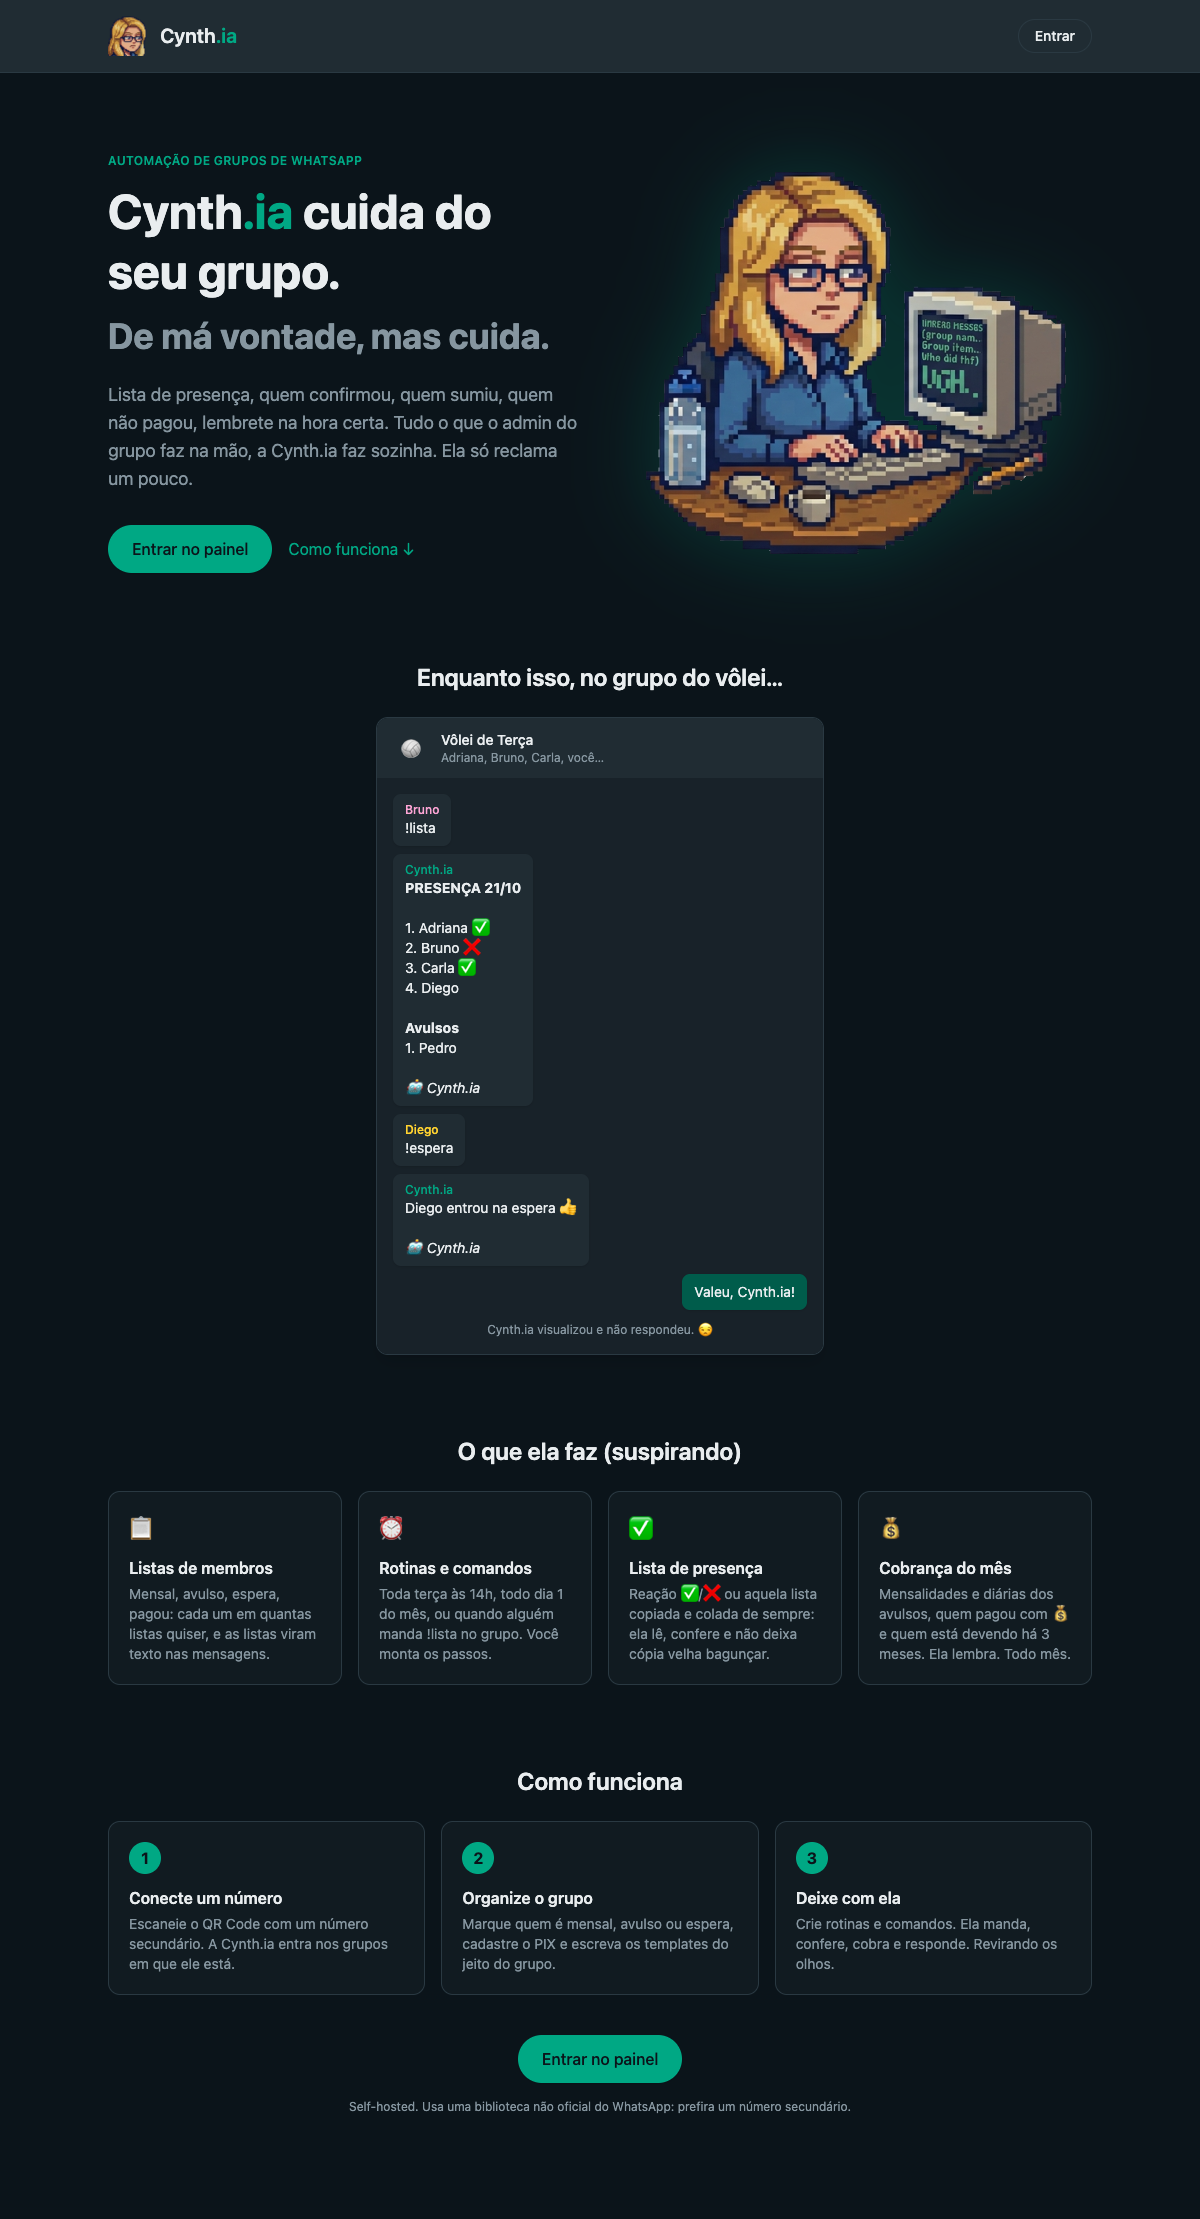 Cynth.ia
Entrar
AUTOMAÇÃO DE GRUPOS DE WHATSAPP
Cynth.ia cuida do
seu grupo.
De má vontade, mas cuida.
Lista de presença, quem confirmou, quem sumiu, quem
não pagou, lembrete na hora certa. Tudo o que o admin do
grupo faz na mão, a Cynth.ia faz sozinha. Ela só reclama
um pouco.
Entrar no painel
Como funciona ↓
(group nam..
Group item..
Who did thf)
UGH.
Enquanto isso, no grupo do vôlei...
Vôlei de Terça
Adriana, Bruno, Carla, você...
Bruno
!lista
Cynth.ia
PRESENÇA 21/10
1. Adriana ✅
2. Bruno ❌
3. Carla ✅
4. Diego
Avulsos
1. Pedro
🤖 Cynth.ia
Diego
!espera
Cynth.ia
Diego entrou na espera 👍
🤖 Cynth.ia
Valeu, Cynth.ia!
Cynth.ia visualizou e não respondeu. 😒
O que ela faz (suspirando)
📋
Listas de membros
Mensal, avulso, espera,
pagou: cada um em quantas
listas quiser, e as listas viram
texto nas mensagens.
⏰
Rotinas e comandos
Toda terça às 14h, todo dia 1
do mês, ou quando alguém
manda !lista no grupo. Você
monta os passos.
✅
Lista de presença
Reação ✅/❌ ou aquela lista
copiada e colada de sempre:
ela lê, confere e não deixa
cópia velha bagunçar.
💰
Cobrança do mês
Mensalidades e diárias dos
avulsos, quem pagou com 💰
e quem está devendo há 3
meses. Ela lembra. Todo mês.
Como funciona
1
Conecte um número
Escaneie o QR Code com um número
secundário. A Cynth.ia entra nos grupos
em que ele está.
2
Organize o grupo
Marque quem é mensal, avulso ou espera,
cadastre o PIX e escreva os templates do
jeito do grupo.
3
Deixe com ela
Crie rotinas e comandos. Ela manda,
confere, cobra e responde. Revirando os
olhos.
Entrar no painel
Self-hosted. Usa uma biblioteca não oficial do WhatsApp: prefira um número secundário.